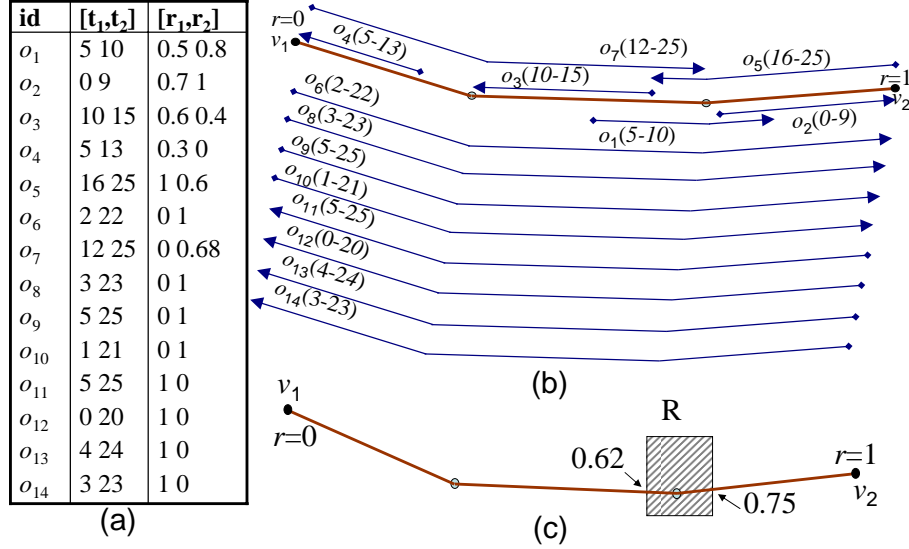 id [t₁,t₂] [r₁,r₂]
o₁ 5 10 0.5 0.8
o₂ 0 9 0.7 1
o₃ 10 15 0.6 0.4
o₄ 5 13 0.3 0
o₅ 16 25 1 0.6
o₆ 2 22 0 1
o₇ 12 25 0 0.68
o₈ 3 23 0 1
o₉ 5 25 0 1
o₁₀ 1 21 0 1
o₁₁ 5 25 1 0
o₁₂ 0 20 1 0
o₁₃ 4 24 1 0
o₁₄ 3 23 1 0
(a)
r=0
v₁
o₄(5-13)
o₇(12-25)
o₅(16-25)
o₃(10-15)
r=1
v₂
o₆(2-22)
o₁(5-10)
o₂(0-9)
o₈(3-23)
o₉(5-25)
o₁₀(1-21)
o₁₁(5-25)
o₁₂(0-20)
o₁₃(4-24)
o₁₄(3-23)
(b)
v₁
r=0
R
0.62
0.75
r=1
v₂
(c)